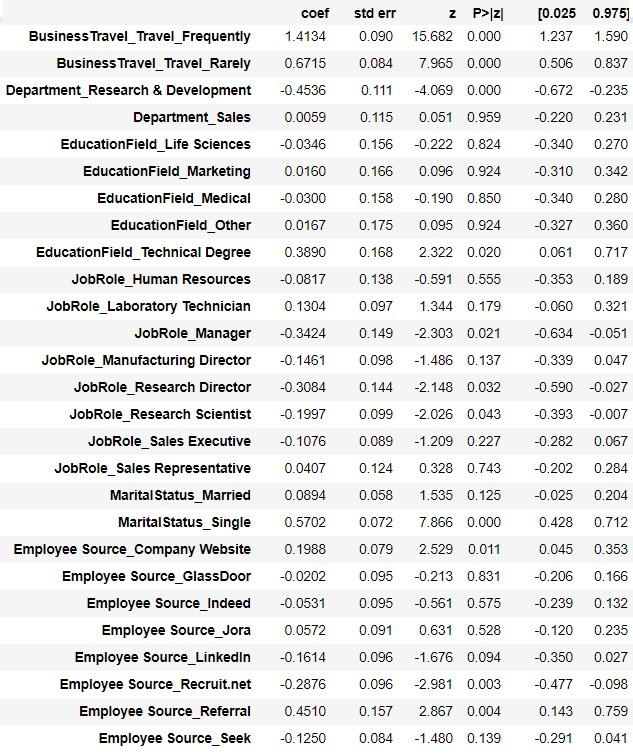 coef std err z P>|z| [0.025 0.975]
BusinessTravel_Travel_Frequently 1.4134 0.090 15.682 0.000 1.237 1.590
BusinessTravel_Travel_Rarely 0.6715 0.084 7.965 0.000 0.506 0.837
Department_Research & Development -0.4536 0.111 -4.069 0.000 -0.672 -0.235
Department_Sales 0.0059 0.115 0.051 0.959 -0.220 0.231
EducationField_Life Sciences -0.0346 0.156 -0.222 0.824 -0.340 0.270
EducationField_Marketing 0.0160 0.166 0.096 0.924 -0.310 0.342
EducationField_Medical -0.0300 0.158 -0.190 0.850 -0.340 0.280
EducationField_Other 0.0167 0.175 0.095 0.924 -0.327 0.360
EducationField_Technical Degree 0.3890 0.168 2.322 0.020 0.061 0.717
JobRole_Human Resources -0.0817 0.138 -0.591 0.555 -0.353 0.189
JobRole_Laboratory Technician 0.1304 0.097 1.344 0.179 -0.060 0.321
JobRole_Manager -0.3424 0.149 -2.303 0.021 -0.634 -0.051
JobRole_Manufacturing Director -0.1461 0.098 -1.486 0.137 -0.339 0.047
JobRole_Research Director -0.3084 0.144 -2.148 0.032 -0.590 -0.027
JobRole_Research Scientist -0.1997 0.099 -2.026 0.043 -0.393 -0.007
JobRole_Sales Executive -0.1076 0.089 -1.209 0.227 -0.282 0.067
JobRole_Sales Representative 0.0407 0.124 0.328 0.743 -0.202 0.284
MaritalStatus_Married 0.0894 0.058 1.535 0.125 -0.025 0.204
MaritalStatus_Single 0.5702 0.072 7.866 0.000 0.428 0.712
Employee Source_Company Website 0.1988 0.079 2.529 0.011 0.045 0.353
Employee Source_GlassDoor -0.0202 0.095 -0.213 0.831 -0.206 0.166
Employee Source_Indeed -0.0531 0.095 -0.561 0.575 -0.239 0.132
Employee Source_Jora 0.0572 0.091 0.631 0.528 -0.120 0.235
Employee Source_LinkedIn -0.1614 0.096 -1.676 0.094 -0.350 0.027
Employee Source_Recruit.net -0.2876 0.096 -2.981 0.003 -0.477 -0.098
Employee Source_Referral 0.4510 0.157 2.867 0.004 0.143 0.759
Employee Source_Seek -0.1250 0.084 -1.480 0.139 -0.291 0.041